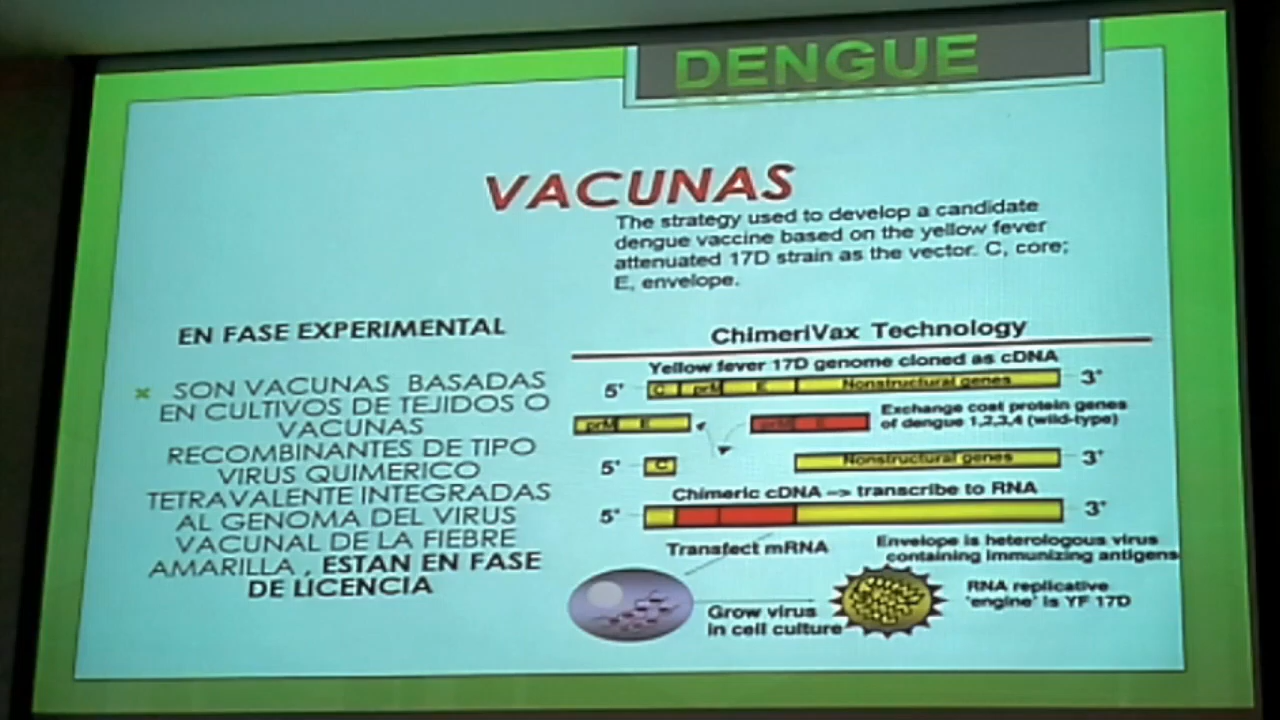 DENGUE
VACUNAS
The strategy used to develop a candidate
dengue vaccine based on the yellow fever
attenuated 17D strain as the vector. C, core;
E, envelope.
EN FASE EXPERIMENTAL
SON VACUNAS BASADAS
EN CULTIVOS DE TEJIDOS O
VACUNAS
RECOMBINANTES DE TIPO
VIRUS QUIMERICO
TETRAVALENTE INTEGRADAS
AL GENOMA DEL VIRUS
VACUNAL DE LA FIEBRE
AMARILLA , ESTAN EN FASE
DE LICENCIA
ChimeriVax Technology
Yellow fever 17D genome cloned as cDNA
5' C prM E Nonstructural genes 3'
prM E prM E
Exchange coat protein genes
of dengue 1,2,3,4 (wild-type)
5' C Nonstructural genes 3'
Chimeric cDNA –> transcribe to RNA
5' 3'
Transfect mRNA
Envelope is heterologous virus
containing immunizing antigens
RNA replicative
'engine' is YF 17D
Grow virus
in cell culture